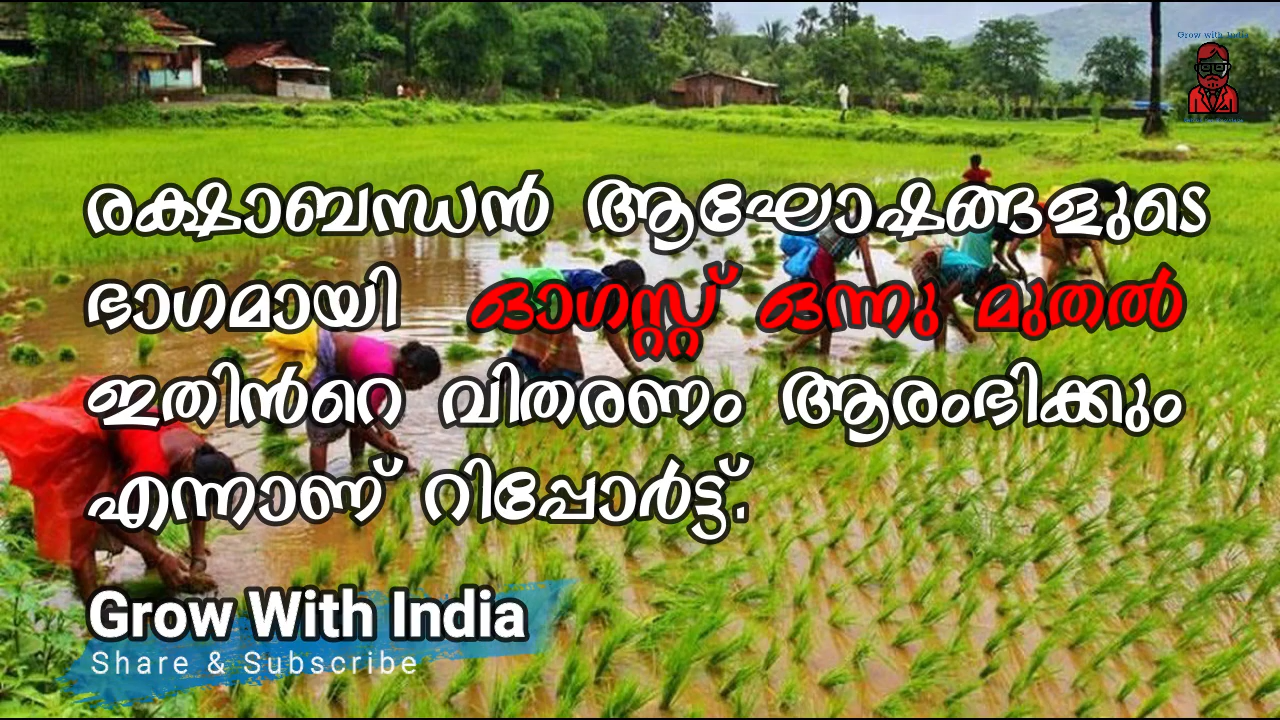 Grow with India
രക്ഷാബന്ധൻ ആഘോഷങ്ങളുടെ
ഭാഗമായി ഓഗസ്റ്റ് ഒന്നു മുതൽ
ഇതിൻറെ വിതരണം ആരംഭിക്കും
എന്നാണ് റിപ്പോർട്ട്.
Grow With India
Share & Subscribe